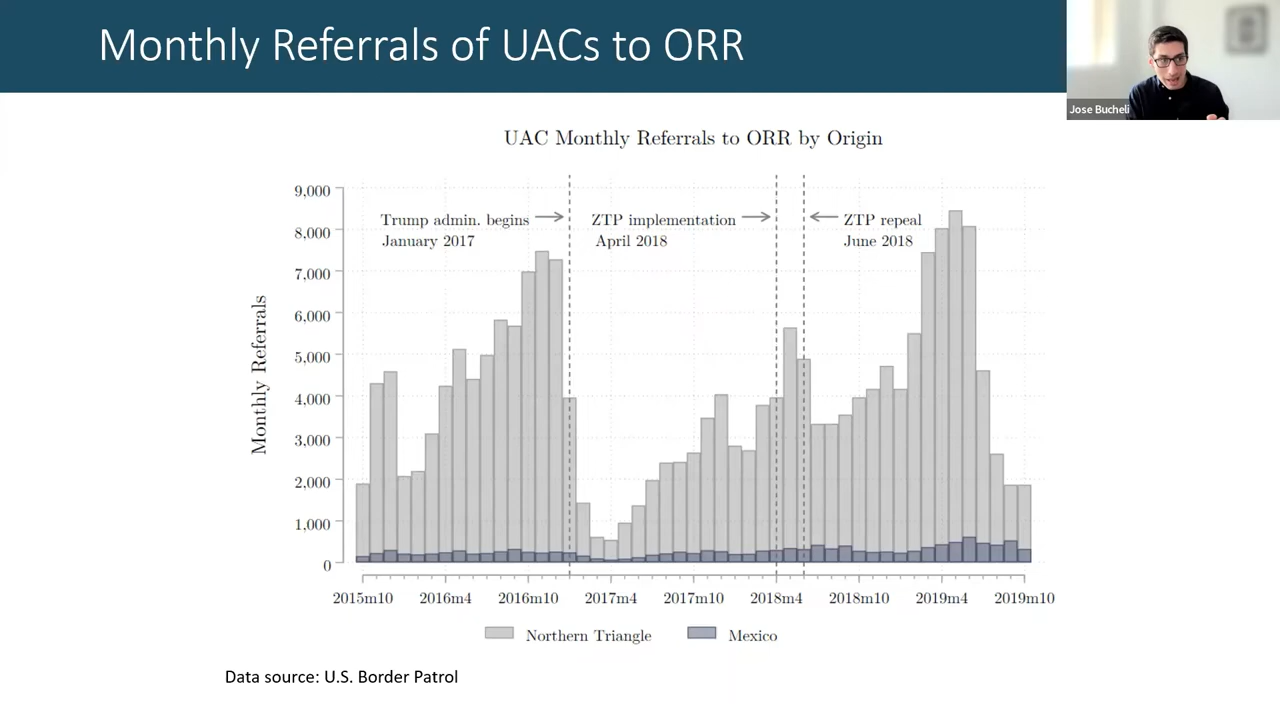 Monthly Referrals of UACs to ORR
Jose Bucheli
UAC Monthly Referrals to ORR by Origin
Monthly Referrals
9,000
8,000
7,000
6,000
5,000
4,000
3,000
2,000
1,000
0
Trump admin. begins
January 2017
ZTP implementation
April 2018
ZTP repeal
June 2018
2015m10 2016m4 2016m10 2017m4 2017m10 2018m4 2018m10 2019m4 2019m10
Northern Triangle Mexico
Data source: U.S. Border Patrol